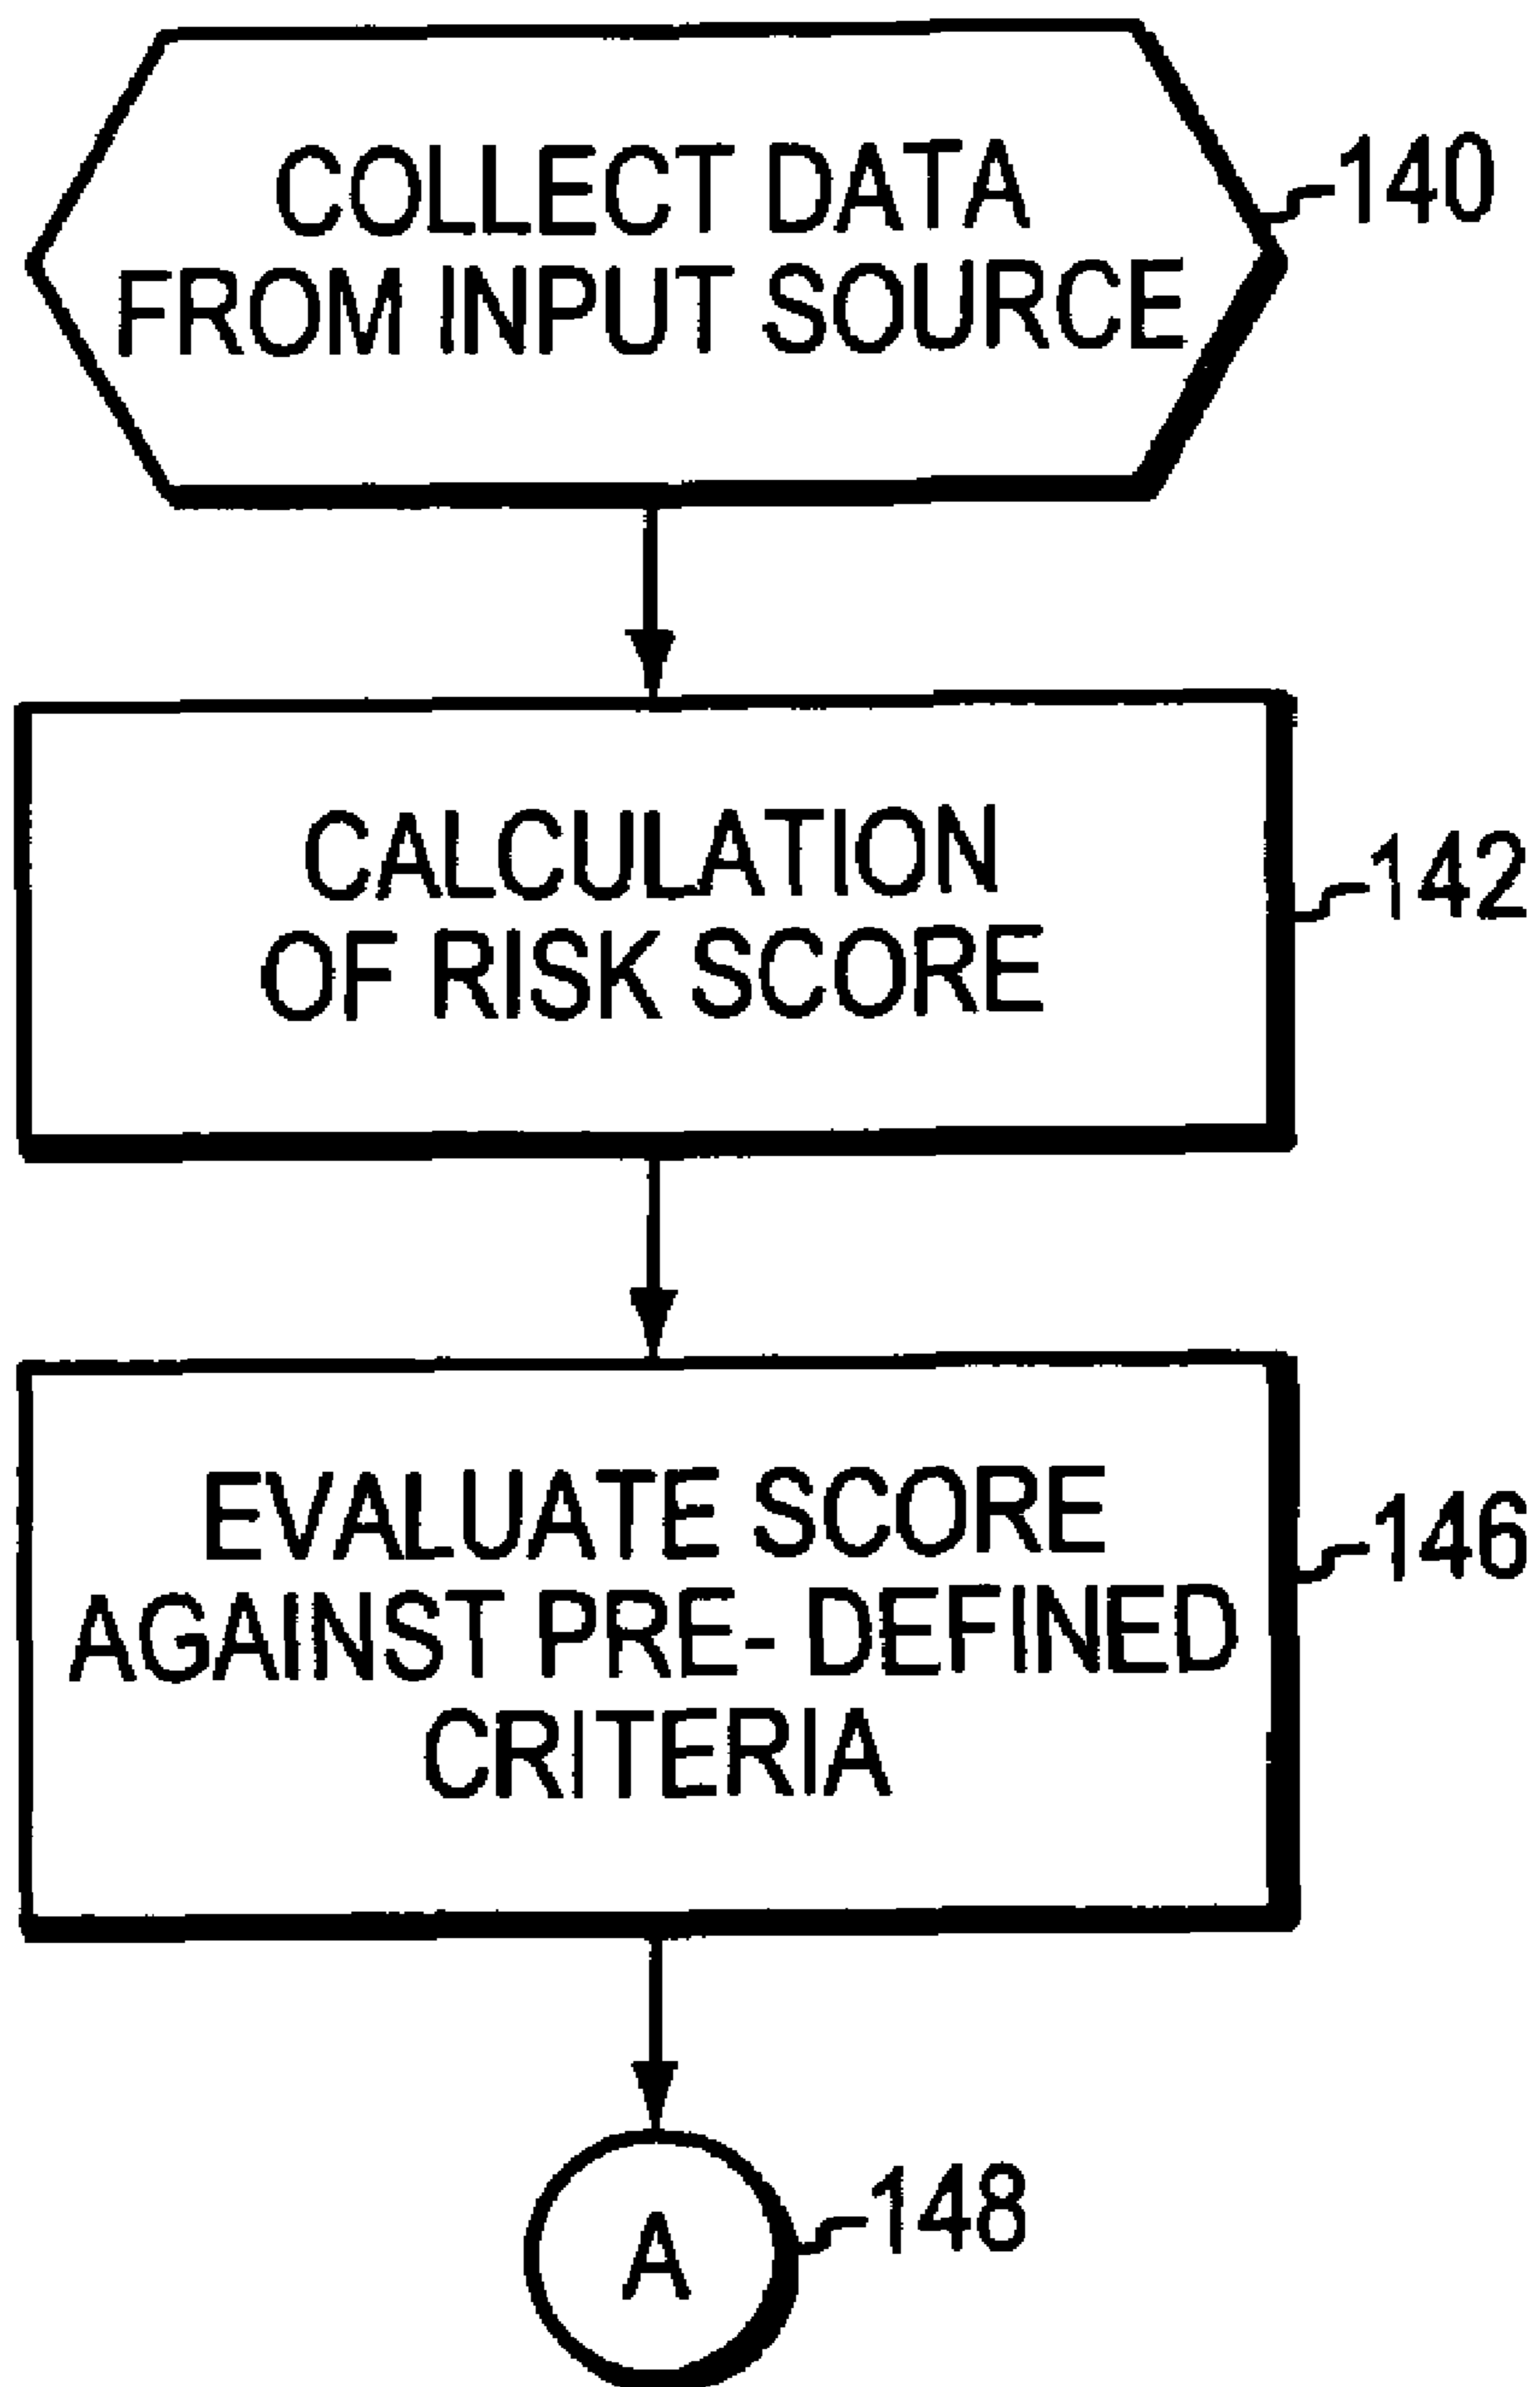 COLLECT DATA
FROM INPUT SOURCE
140
CALCULATION
OF RISK SCORE
142
EVALUATE SCORE
AGAINST PRE- DEFINED
CRITERIA
146
A
148